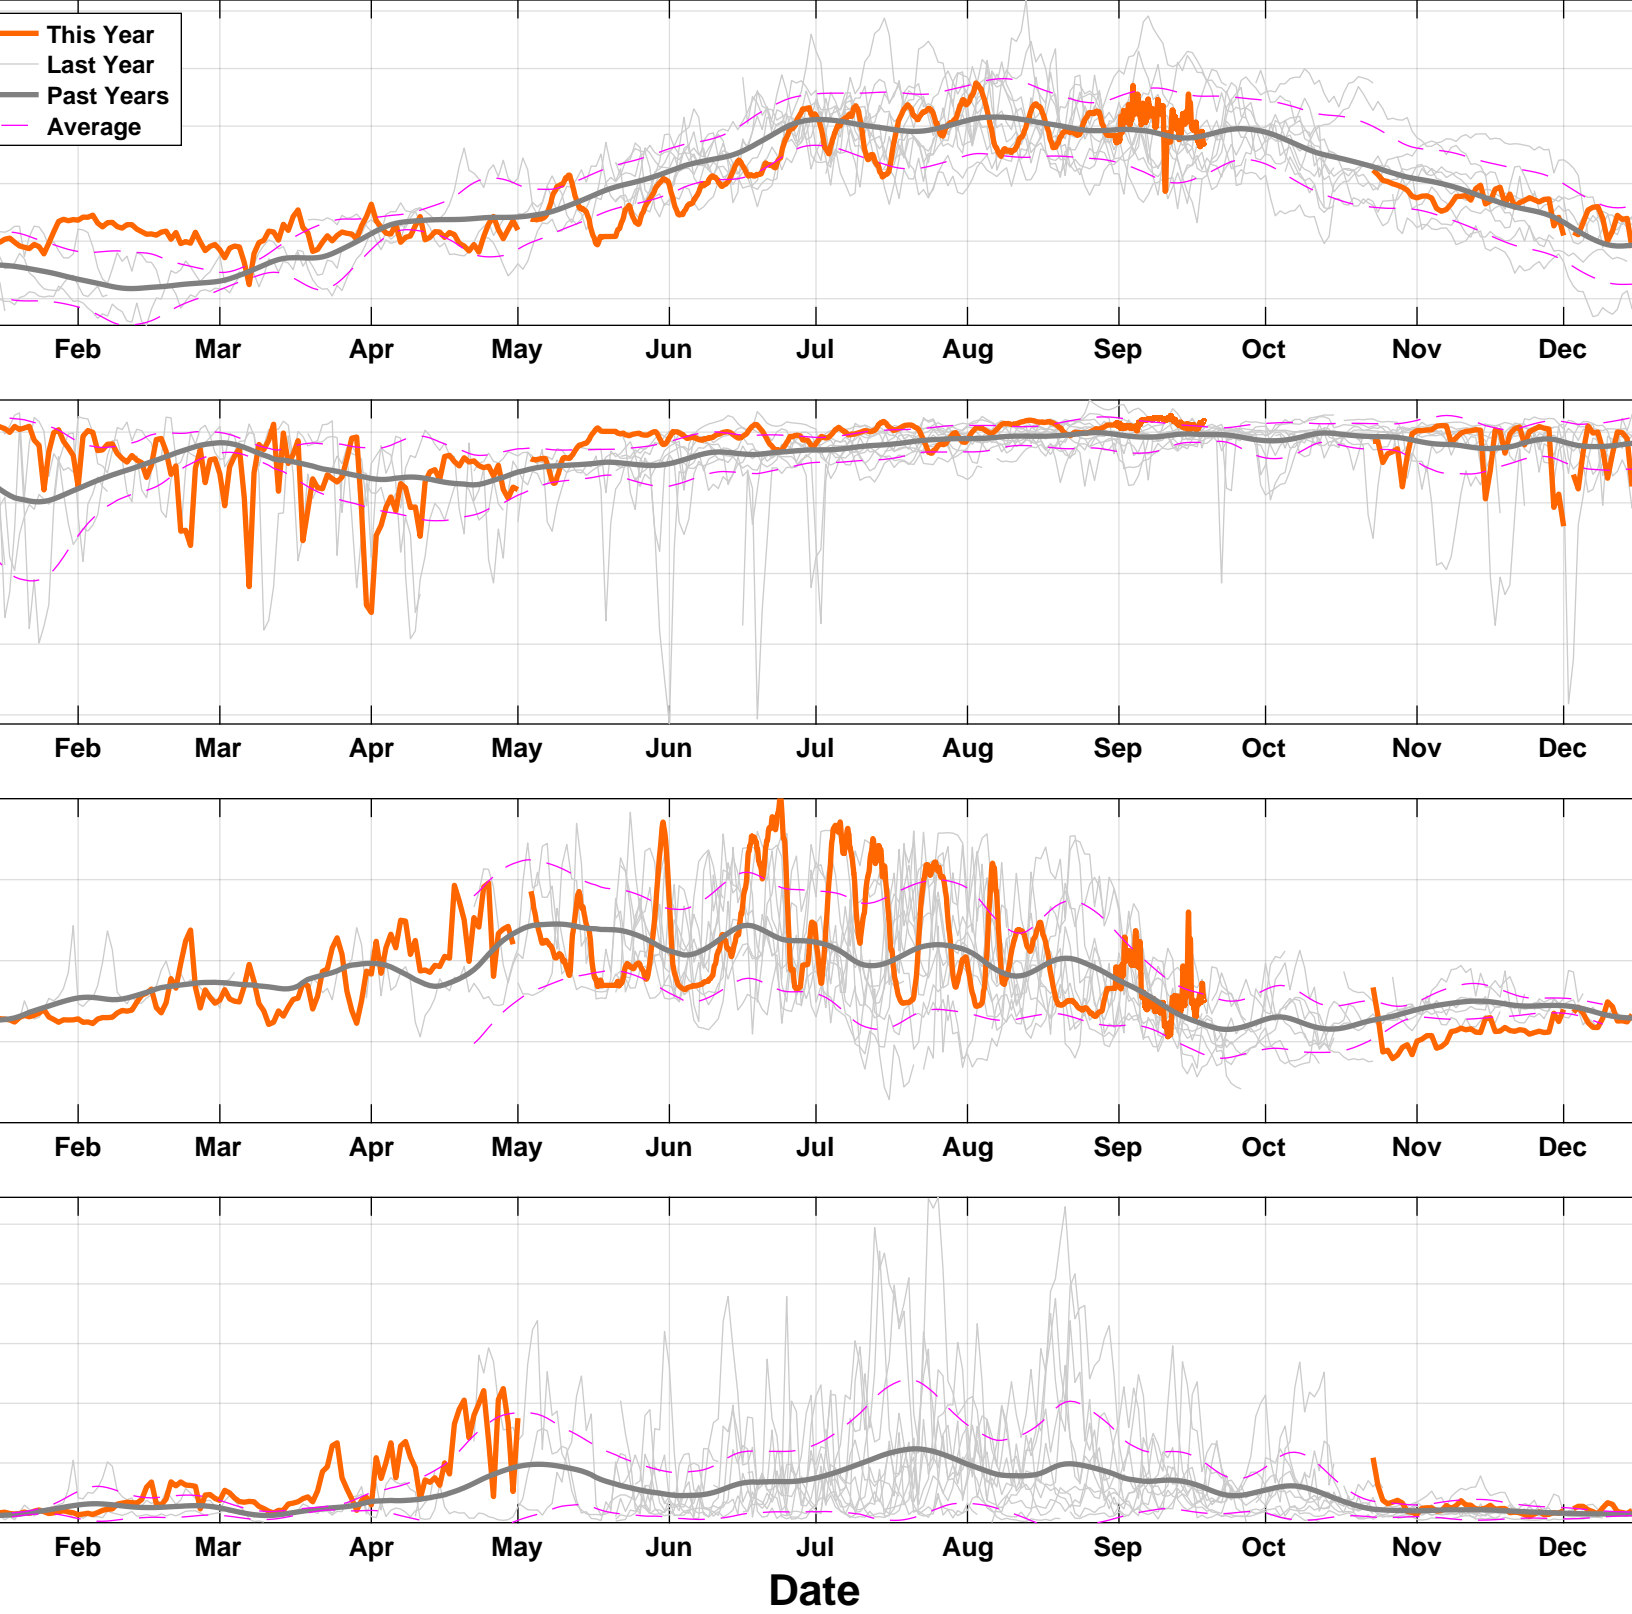 This Year
Last Year
Past Years
Average
Feb Mar Apr May Jun Jul Aug Sep Oct Nov Dec
Feb Mar Apr May Jun Jul Aug Sep Oct Nov Dec
Feb Mar Apr May Jun Jul Aug Sep Oct Nov Dec
Feb Mar Apr May Jun Jul Aug Sep Oct Nov Dec
Date